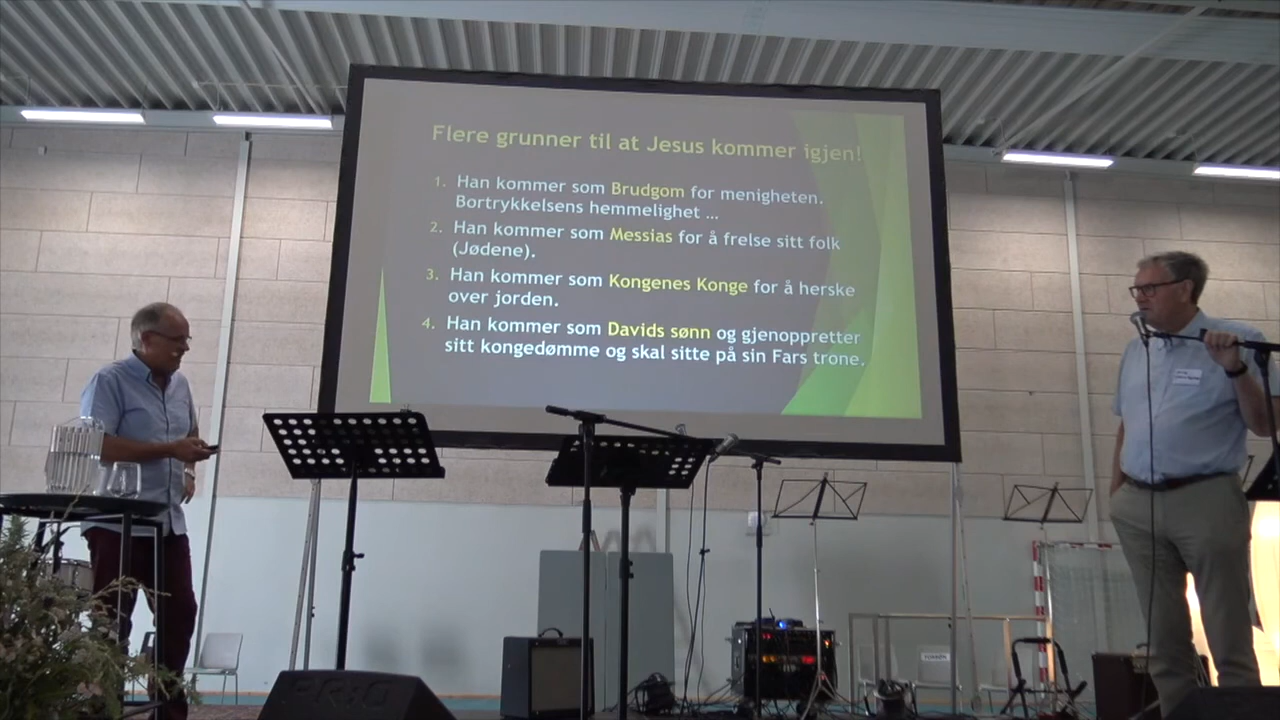 Flere grunner til at Jesus kommer igjen!
1. Han kommer som Brudgom for menigheten.
Bortrykkelsens hemmelighet ...
2. Han kommer som Messias for å frelse sitt folk
(Jødene).
3. Han kommer som Kongenes Konge for å herske
over jorden.
4. Han kommer som Davids sønn og gjenoppretter
sitt kongedømme og skal sitte på sin Fars trone.